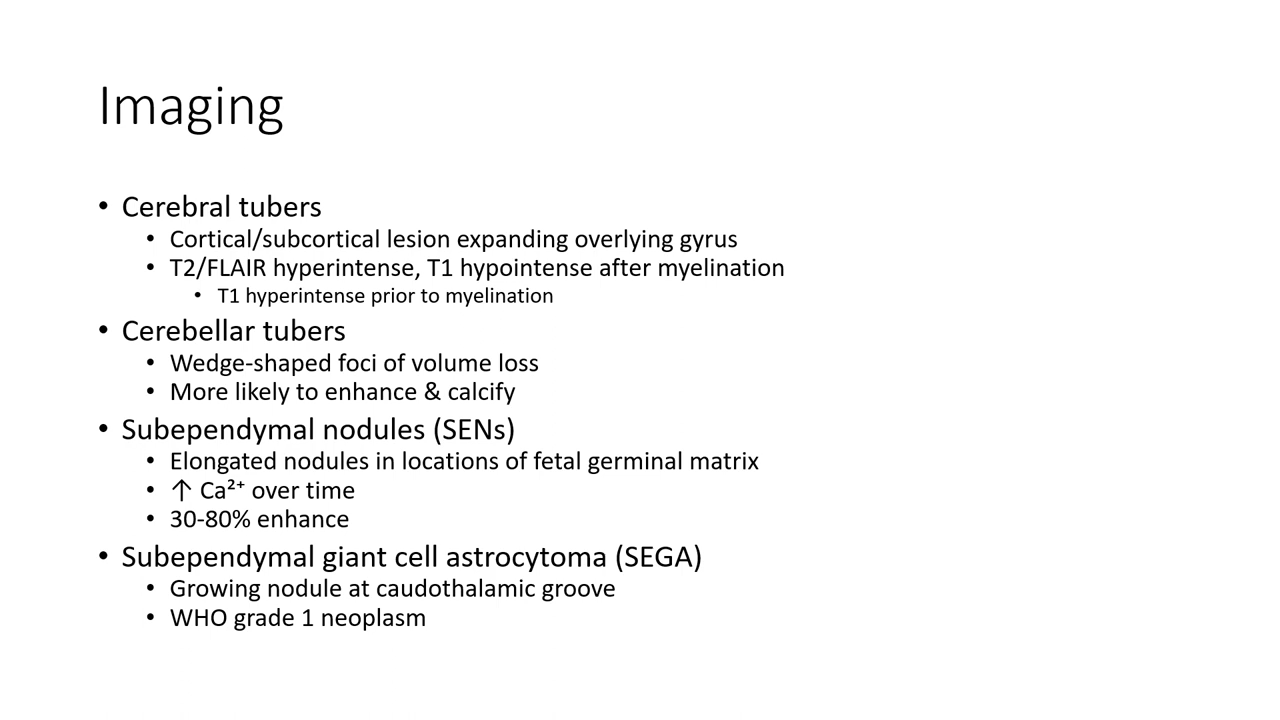 Imaging
• Cerebral tubers
• Cortical/subcortical lesion expanding overlying gyrus
• T2/FLAIR hyperintense, T1 hypointense after myelination
• T1 hyperintense prior to myelination
• Cerebellar tubers
• Wedge-shaped foci of volume loss
• More likely to enhance & calcify
• Subependymal nodules (SENs)
• Elongated nodules in locations of fetal germinal matrix
• ↑ Ca²⁺ over time
• 30-80% enhance
• Subependymal giant cell astrocytoma (SEGA)
• Growing nodule at caudothalamic groove
• WHO grade 1 neoplasm